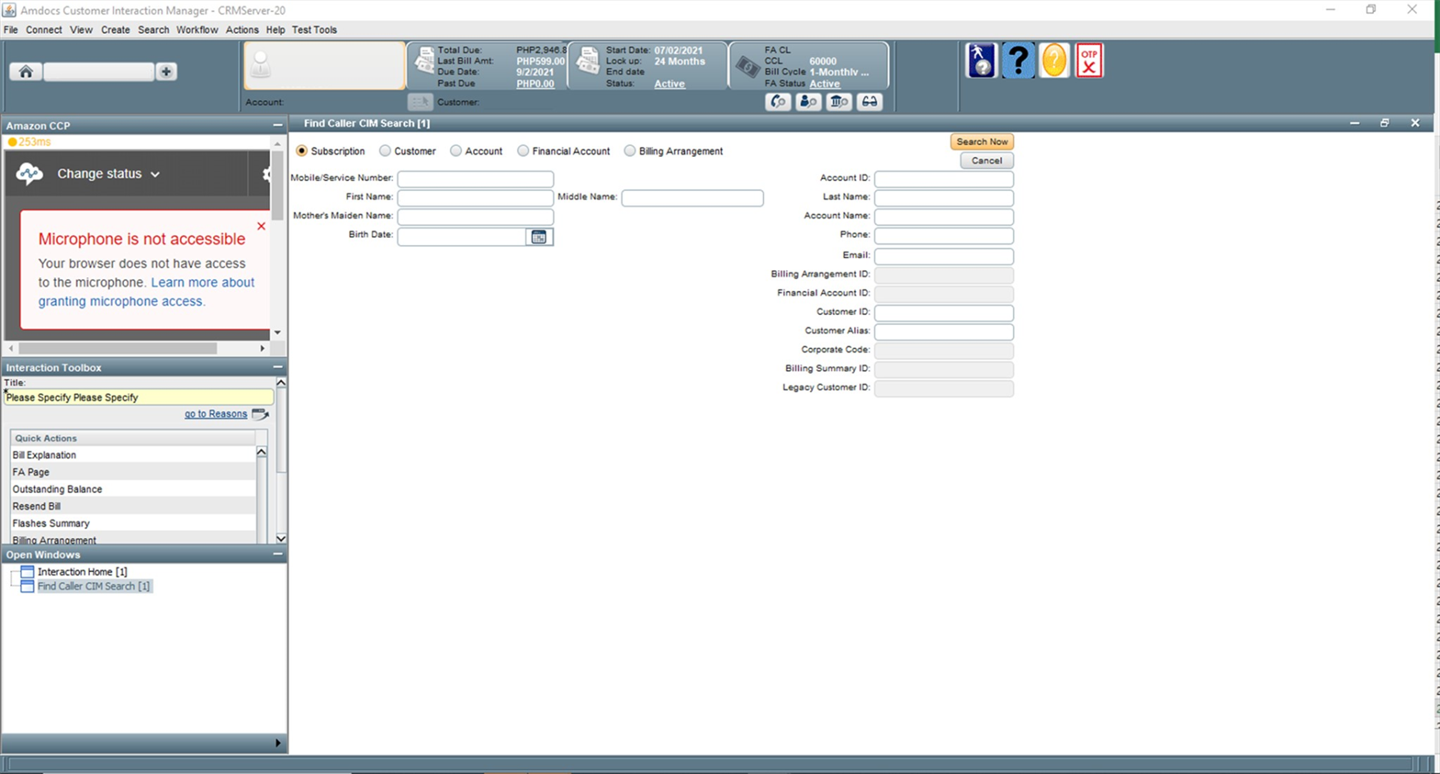 Amdocs Customer Interaction Manager - CRMServer-20
File Connect View Create Search Workflow Actions Help Test Tools
Total Due: PHP2,946.8
Last Bill Amt: PHP599.00
Due Date: 9/2/2021
Past Due PHP0.00
Start Date: 07/02/2021
Lock up: 24 Months
End date
Status: Active
FA CL
CCL 60000
Bill Cycle 1-Monthly ...
FA Status Active
OTP
X
Account:
Customer:
Amazon CCP
253ms
Change status
Microphone is not accessible
Your browser does not have access
to the microphone. Learn more about
granting microphone access.
Interaction Toolbox
Title:
*Please Specify Please Specify
go to Reasons
Quick Actions
Bill Explanation
FA Page
Outstanding Balance
Resend Bill
Flashes Summary
Billing Arrangement
Open Windows
Interaction Home [1]
Find Caller CIM Search [1]
Find Caller CIM Search [1]
Subscription Customer Account Financial Account Billing Arrangement
Search Now
Cancel
Mobile/Service Number:
First Name: Middle Name:
Mother's Maiden Name:
Birth Date:
Account ID:
Last Name:
Account Name:
Phone:
Email:
Billing Arrangement ID:
Financial Account ID:
Customer ID:
Customer Alias:
Corporate Code:
Billing Summary ID:
Legacy Customer ID: